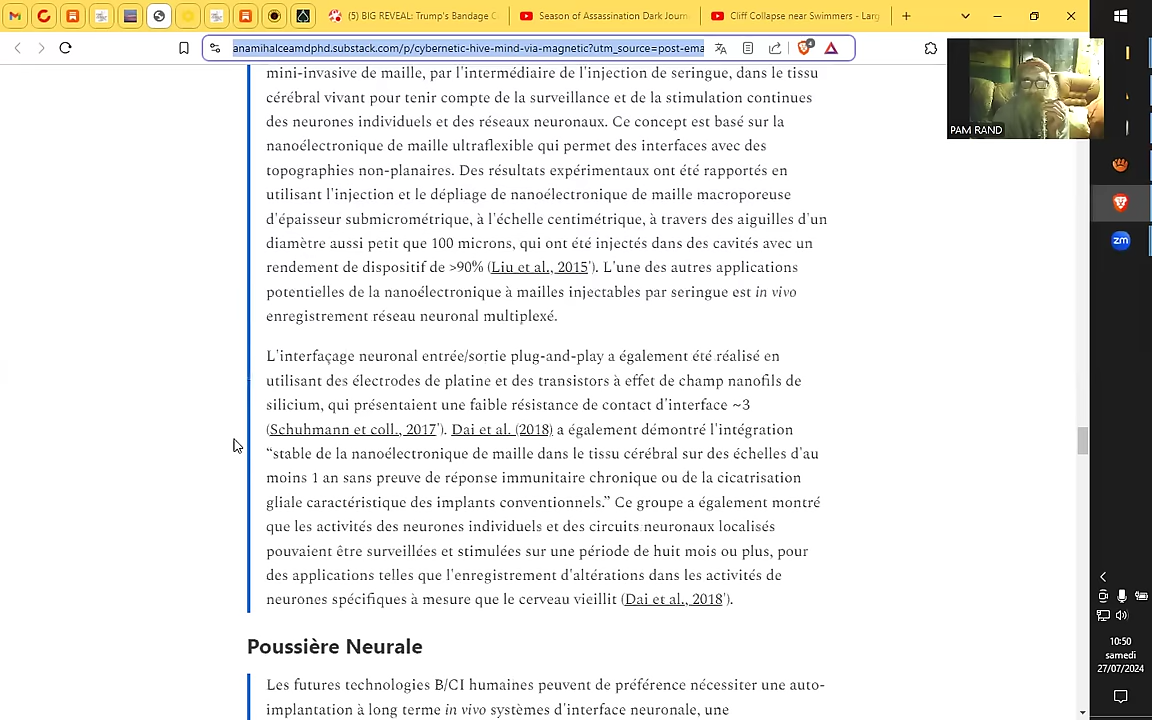 (5) BIG REVEAL: Trump's Bandage C
Season of Assassination Dark Journ
Cliff Collapse near Swimmers - Larg
anamihalceamdphd.substack.com/p/cybernetic-hive-mind-via-magnetic?utm_source=post-ema
PAM RAND
zm
mini-invasive de maille, par l'intermédiaire de l'injection de seringue, dans le tissu
cérébral vivant pour tenir compte de la surveillance et de la stimulation continues
des neurones individuels et des réseaux neuronaux. Ce concept est basé sur la
nanoélectronique de maille ultraflexible qui permet des interfaces avec des
topographies non-planaires. Des résultats expérimentaux ont été rapportés en
utilisant l'injection et le dépliage de nanoélectronique de maille macroporeuse
d'épaisseur submicrométrique, à l'échelle centimétrique, à travers des aiguilles d'un
diamètre aussi petit que 100 microns, qui ont été injectés dans des cavités avec un
rendement de dispositif de >90% (Liu et al., 2015'). L'une des autres applications
potentielles de la nanoélectronique à mailles injectables par seringue est in vivo
enregistrement réseau neuronal multiplexé.
L'interfaçage neuronal entrée/sortie plug-and-play a également été réalisé en
utilisant des électrodes de platine et des transistors à effet de champ nanofils de
silicium, qui présentaient une faible résistance de contact d'interface ~3
(Schuhmann et coll., 2017'). Dai et al. (2018) a également démontré l'intégration
“stable de la nanoélectronique de maille dans le tissu cérébral sur des échelles d'au
moins 1 an sans preuve de réponse immunitaire chronique ou de la cicatrisation
gliale caractéristique des implants conventionnels.” Ce groupe a également montré
que les activités des neurones individuels et des circuits neuronaux localisés
pouvaient être surveillées et stimulées sur une période de huit mois ou plus, pour
des applications telles que l'enregistrement d'altérations dans les activités de
neurones spécifiques à mesure que le cerveau vieillit (Dai et al., 2018').
Poussière Neurale
Les futures technologies B/CI humaines peuvent de préférence nécessiter une auto-
implantation à long terme in vivo systèmes d'interface neuronale, une
10:50
samedi
27/07/2024